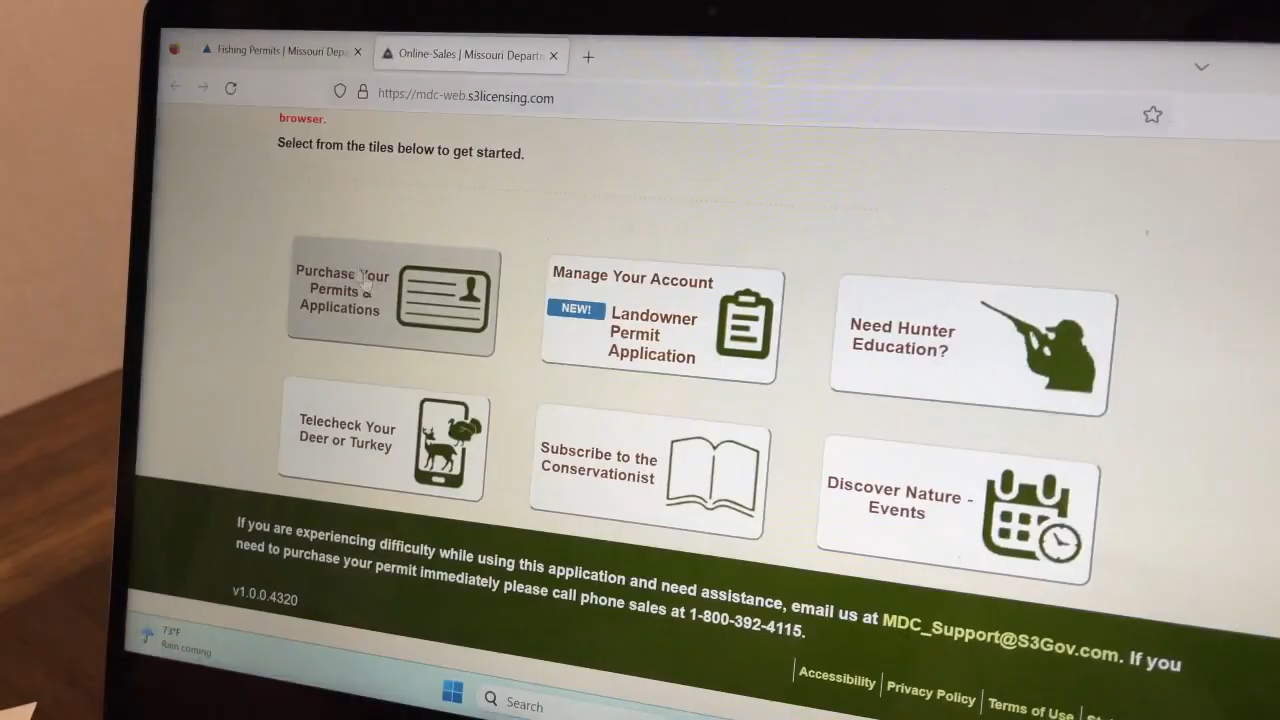 Fishing Permits | Missouri Dep
Online-Sales | Missouri Depart
https://mdc-web.s3licensing.com
browser.
Select from the tiles below to get started.
Purchase Your
Permits &
Applications
Manage Your Account
NEW!
Landowner
Permit
Application
Need Hunter
Education?
Telecheck Your
Deer or Turkey
Subscribe to the
Conservationist
Discover Nature -
Events
If you are experiencing difficulty while using this application and need assistance, email us at MDC_Support@S3Gov.com. If you
need to purchase your permit immediately please call phone sales at 1-800-392-4115.
v1.0.0.4320
Accessibility | Privacy Policy | Terms of Use |
73°F
Rain coming
Search